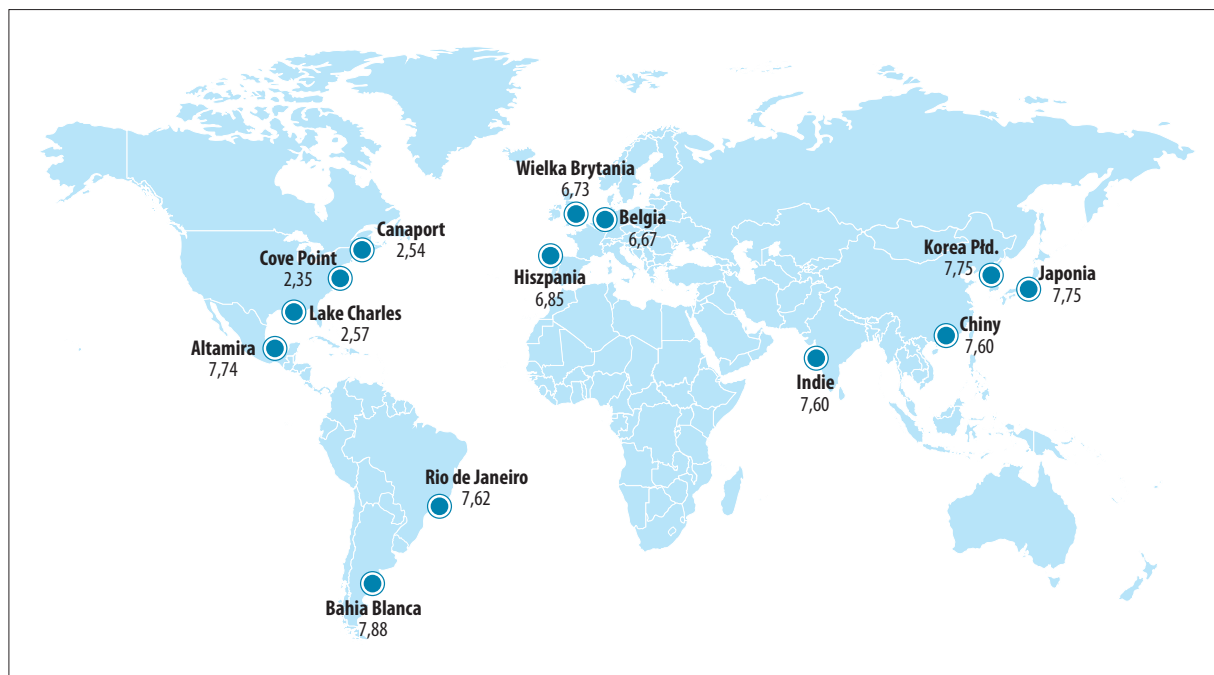 Wielka Brytania
6,73
Belgia
6,67
Canaport
2,54
Cove Point
2,35
Hiszpania
6,85
Korea Płd.
7,75
Japonia
7,75
Lake Charles
2,57
Chiny
7,60
Altamira
7,74
Indie
7,60
Rio de Janeiro
7,62
Bahia Blanca
7,88